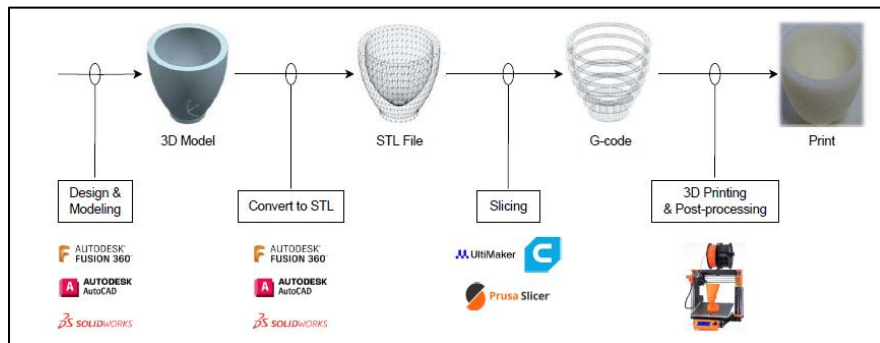 3D Model
STL File
G-code
Print
Design &
Modeling
Convert to STL
Slicing
3D Printing
& Post-processing
AUTODESK
FUSION 360
AUTODESK
AutoCAD
SOLIDWORKS
AUTODESK
FUSION 360
AUTODESK
AutoCAD
SOLIDWORKS
UltiMaker
Prusa Slicer